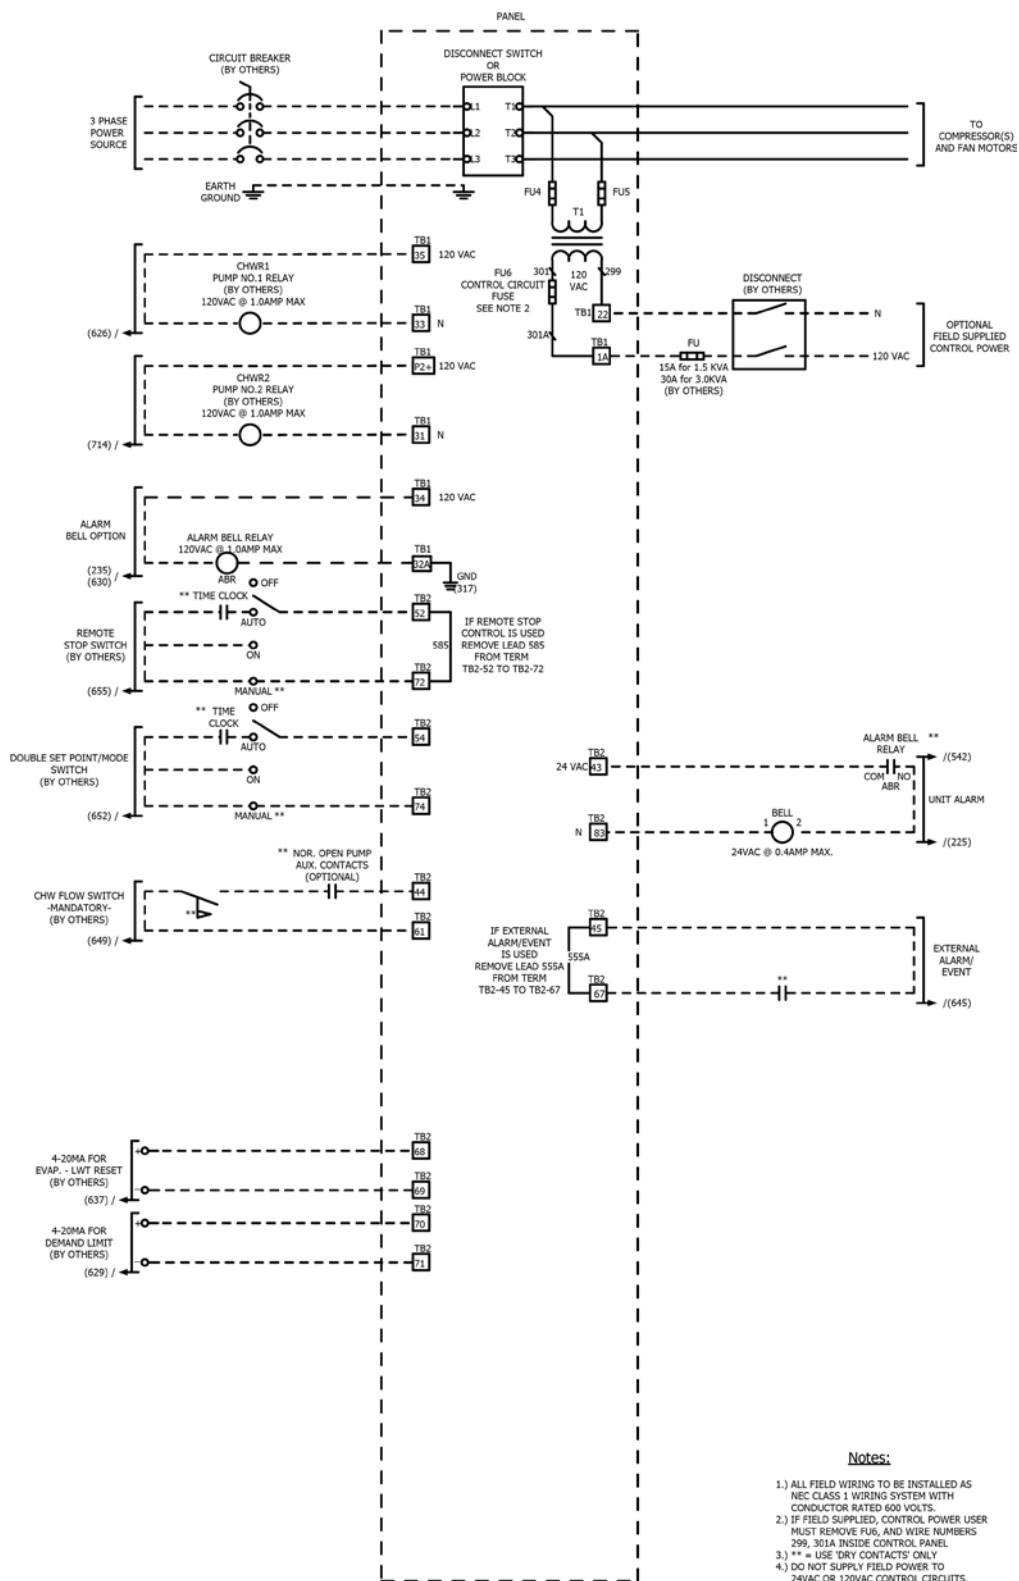 PANEL
CIRCUIT BREAKER
(BY OTHERS)
DISCONNECT SWITCH
OR
POWER BLOCK
3 PHASE
POWER
SOURCE
L1
L2
L3
T1
T2
T3
TO
COMPRESSOR(S)
AND FAN MOTORS
EARTH
GROUND
FU4
FU5
T1
TB1
35
120 VAC
CHWR1
PUMP NO.1 RELAY
(BY OTHERS)
120VAC @ 1.0AMP MAX
TB1
33
N
(626) /
FU6
CONTROL CIRCUIT
FUSE
SEE NOTE 2
301
120
VAC
299
TB1
22
301A
TB1
1A
DISCONNECT
(BY OTHERS)
N
120 VAC
OPTIONAL
FIELD SUPPLIED
CONTROL POWER
FU
15A for 1.5 KVA
30A for 3.0KVA
(BY OTHERS)
TB1
P2+
120 VAC
CHWR2
PUMP NO.2 RELAY
(BY OTHERS)
120VAC @ 1.0AMP MAX
TB1
31
N
(714) /
TB1
34
120 VAC
ALARM
BELL OPTION
ALARM BELL RELAY
120VAC @ 1.0AMP MAX
ABR
TB1
32A
GND
(317)
(235)
(630) /
OFF
** TIME CLOCK
AUTO
ON
MANUAL **
TB2
52
585
TB2
72
REMOTE
STOP SWITCH
(BY OTHERS)
(655) /
IF REMOTE STOP
CONTROL IS USED
REMOVE LEAD 585
FROM TERM
TB2-52 TO TB2-72
OFF
** TIME
CLOCK
AUTO
ON
MANUAL **
TB2
54
TB2
74
DOUBLE SET POINT/MODE
SWITCH
(BY OTHERS)
(652) /
24 VAC
TB2
43
ALARM BELL **
RELAY
COM NO
ABR
/(542)
UNIT ALARM
N
TB2
83
BELL
1 2
24VAC @ 0.4AMP MAX.
/(225)
** NOR. OPEN PUMP
AUX. CONTACTS
(OPTIONAL)
TB2
44
**
TB2
61
CHW FLOW SWITCH
-MANDATORY-
(BY OTHERS)
(649) /
IF EXTERNAL
ALARM/EVENT
IS USED
REMOVE LEAD 555A
FROM TERM
TB2-45 TO TB2-67
TB2
45
555A
TB2
67
**
EXTERNAL
ALARM/
EVENT
/(645)
4-20MA FOR
EVAP. - LWT RESET
(BY OTHERS)
(637) /
+
−
TB2
68
TB2
69
4-20MA FOR
DEMAND LIMIT
(BY OTHERS)
(629) /
+
−
TB2
70
TB2
71
Notes:
1.) ALL FIELD WIRING TO BE INSTALLED AS
NEC CLASS 1 WIRING SYSTEM WITH
CONDUCTOR RATED 600 VOLTS.
2.) IF FIELD SUPPLIED, CONTROL POWER USER
MUST REMOVE FU6, AND WIRE NUMBERS
299, 301A INSIDE CONTROL PANEL
3.) ** = USE 'DRY CONTACTS' ONLY
4.) DO NOT SUPPLY FIELD POWER TO
24VAC OR 120VAC CONTROL CIRCUITS.